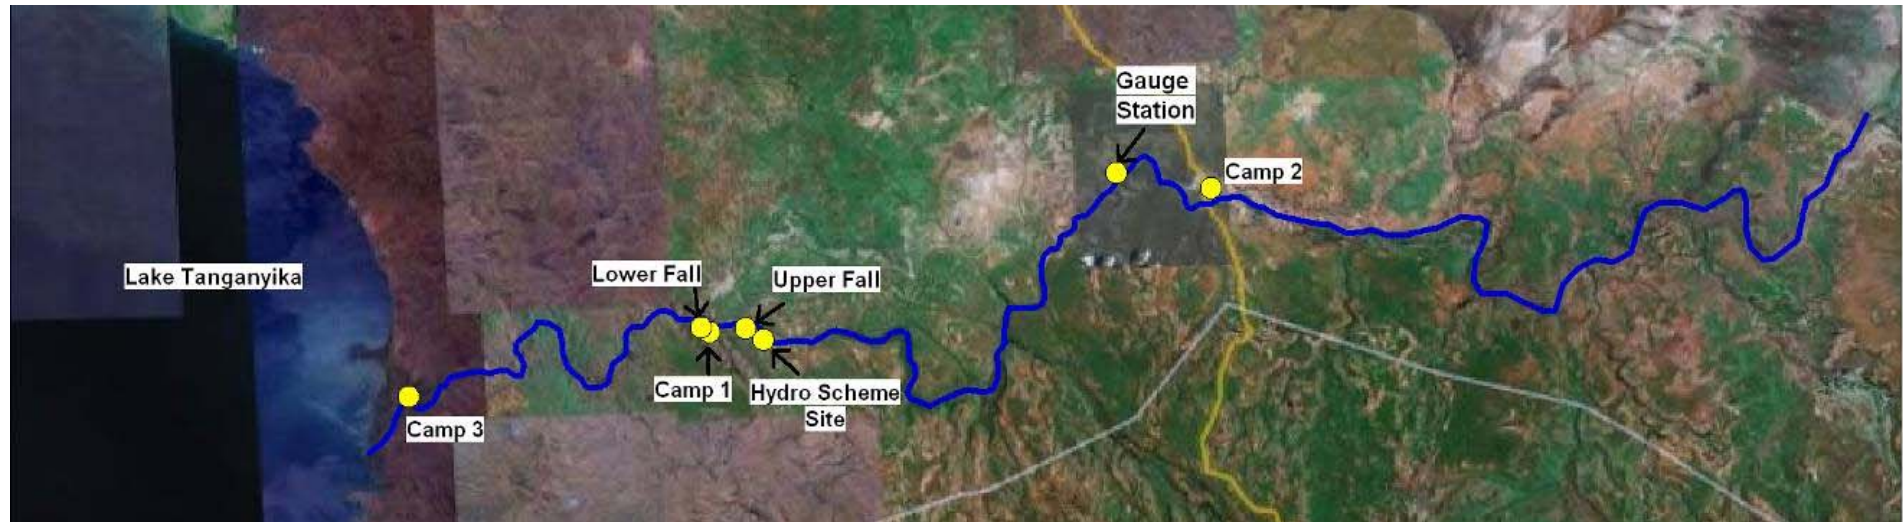 Gauge
Station
Camp 2
Lake Tanganyika
Lower Fall
Upper Fall
Camp 1
Hydro Scheme
Site
Camp 3